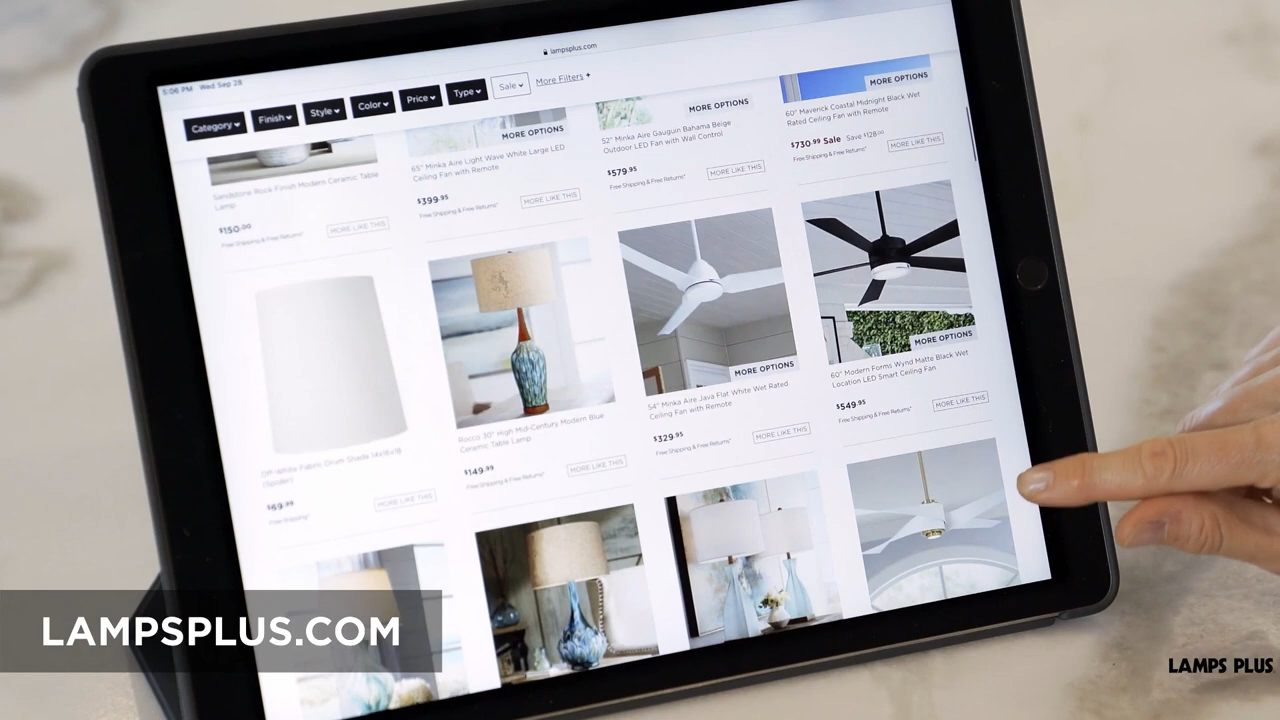 5:06 PM Wed Sep 28
lampsplus.com
Category Finish Style Color Price Type Sale More Filters +
Sandstone Rock Finish Modern Ceramic Table
Lamp
$150.00
Free Shipping & Free Returns*
MORE LIKE THIS
MORE OPTIONS
65" Minka Aire Light Wave White Large LED
Ceiling Fan with Remote
$399.95
Free Shipping & Free Returns*
MORE LIKE THIS
MORE OPTIONS
52" Minka Aire Gauguin Bahama Beige
Outdoor LED Fan with Wall Control
$579.95
Free Shipping & Free Returns*
MORE LIKE THIS
MORE OPTIONS
60" Maverick Coastal Midnight Black Wet
Rated Ceiling Fan with Remote
$730.99 Sale Save $128.00
Free Shipping & Free Returns*
MORE LIKE THIS
Off-White Fabric Drum Shade 14x16x18
(Spider)
$69.99
Free Shipping*
MORE LIKE THIS
Rocco 30" High Mid-Century Modern Blue
Ceramic Table Lamp
$149.99
Free Shipping & Free Returns*
MORE LIKE THIS
MORE OPTIONS
54" Minka Aire Java Flat White Wet Rated
Ceiling Fan with Remote
$329.95
Free Shipping & Free Returns*
MORE LIKE THIS
MORE OPTIONS
60" Modern Forms Wynd Matte Black Wet
Location LED Smart Ceiling Fan
$549.95
Free Shipping & Free Returns*
MORE LIKE THIS
LAMPSPLUS.COM
LAMPS PLUS